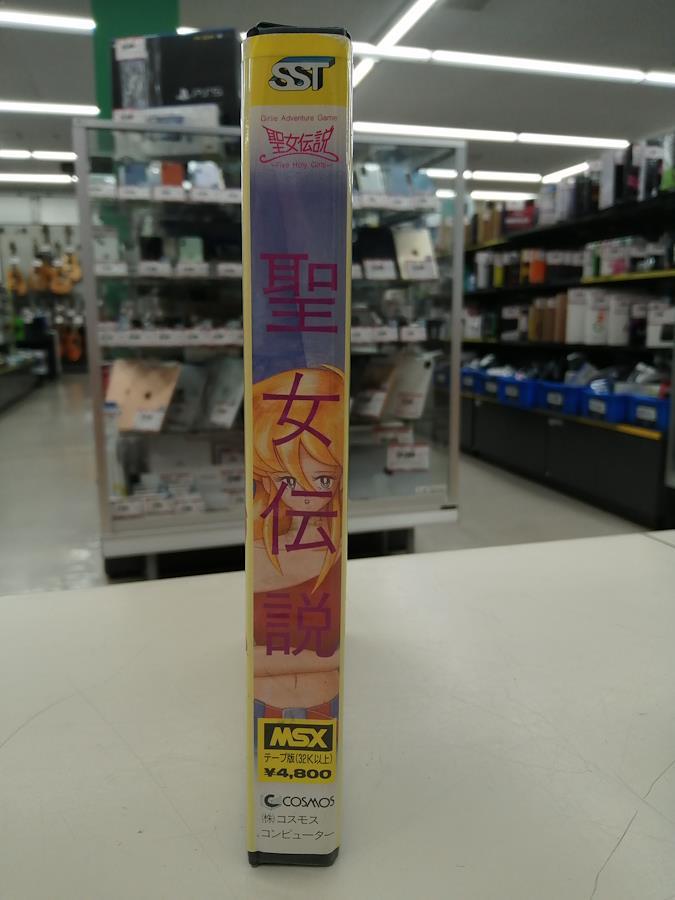 SST
Girlie Adventure Game
聖女伝説
~Five Holy Girls~
聖女伝説
MSX
テープ版(32K以上)
¥4,800
COSMOS
(株)コスモス
コンピューター
PS5